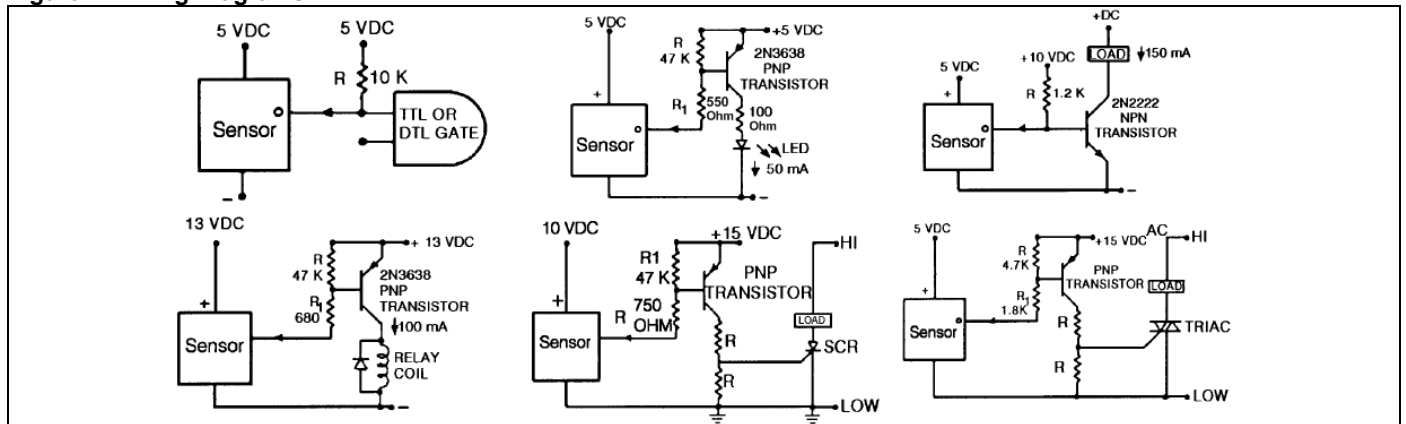 5 VDC
5 VDC
R
10 K
Sensor
TTL OR
DTL GATE
–
5 VDC
+5 VDC
R
47 K
2N3638
PNP
TRANSISTOR
+
R1
550
Ohm
100
Ohm
Sensor
LED
50 mA
–
+DC
LOAD
150 mA
5 VDC
+10 VDC
R
1.2 K
2N2222
NPN
TRANSISTOR
+
Sensor
–
13 VDC
+ 13 VDC
R
47 K
2N3638
PNP
TRANSISTOR
+
R1
680
100 mA
Sensor
RELAY
COIL
–
10 VDC
+15 VDC
HI
R1
47 K
PNP
TRANSISTOR
+
R
750
OHM
LOAD
Sensor
R
SCR
R
LOW
5 VDC
+15 VDC
AC
HI
R
4.7K
PNP
TRANSISTOR
+
R1
1.8K
LOAD
Sensor
R
TRIAC
R
LOW